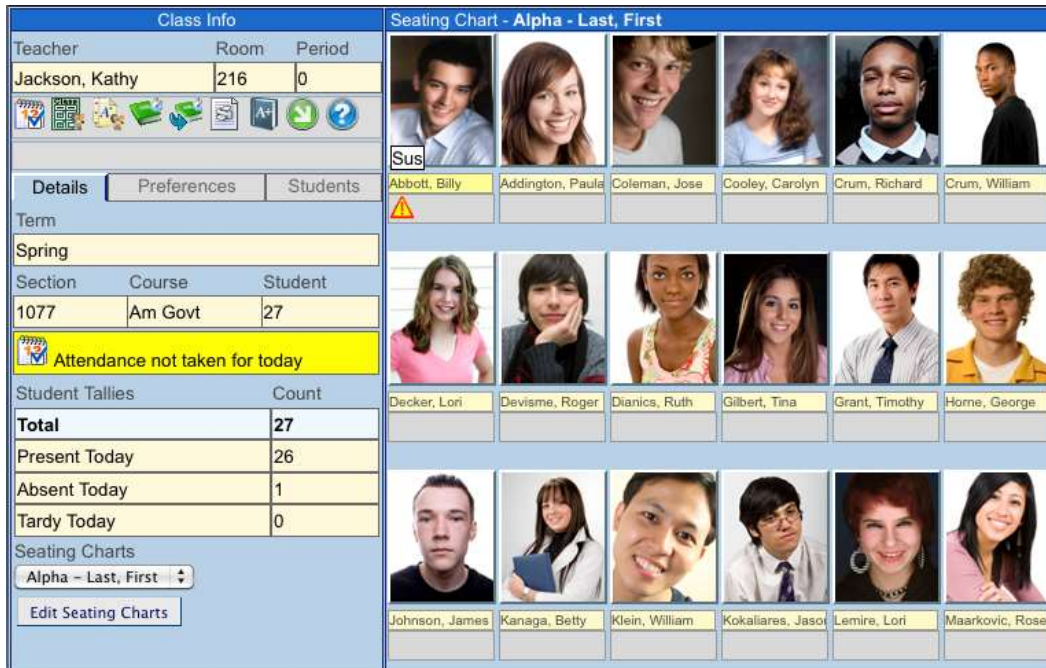 Class Info
Teacher Room Period
Jackson, Kathy 216 0
Details Preferences Students
Term
Spring
Section Course Student
1077 Am Govt 27
Attendance not taken for today
Student Tallies Count
Total 27
Present Today 26
Absent Today 1
Tardy Today 0
Seating Charts
Alpha - Last, First
Edit Seating Charts
Seating Chart - Alpha - Last, First
Sus
Abbott, Billy Addington, Paula Coleman, Jose Cooley, Carolyn Crum, Richard Crum, William
Decker, Lori Devisme, Roger Dianics, Ruth Gilbert, Tina Grant, Timothy Horne, George
Johnson, James Kanaga, Betty Klein, William Kokaliares, Jason Lemire, Lori Maarkovic, Rose